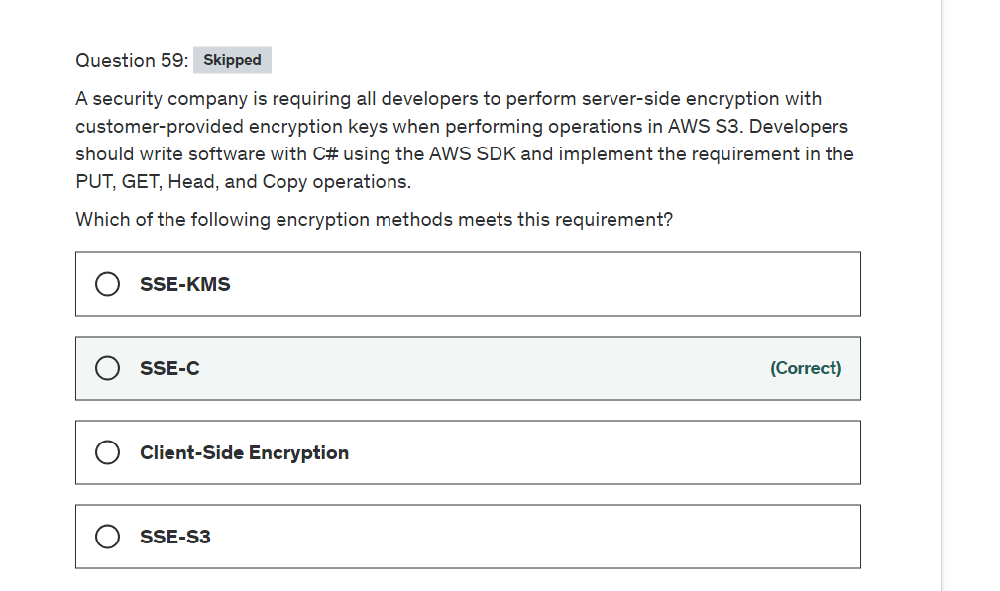 Question 59: Skipped
A security company is requiring all developers to perform server-side encryption with
customer-provided encryption keys when performing operations in AWS S3. Developers
should write software with C# using the AWS SDK and implement the requirement in the
PUT, GET, Head, and Copy operations.
Which of the following encryption methods meets this requirement?
SSE-KMS
SSE-C (Correct)
Client-Side Encryption
SSE-S3